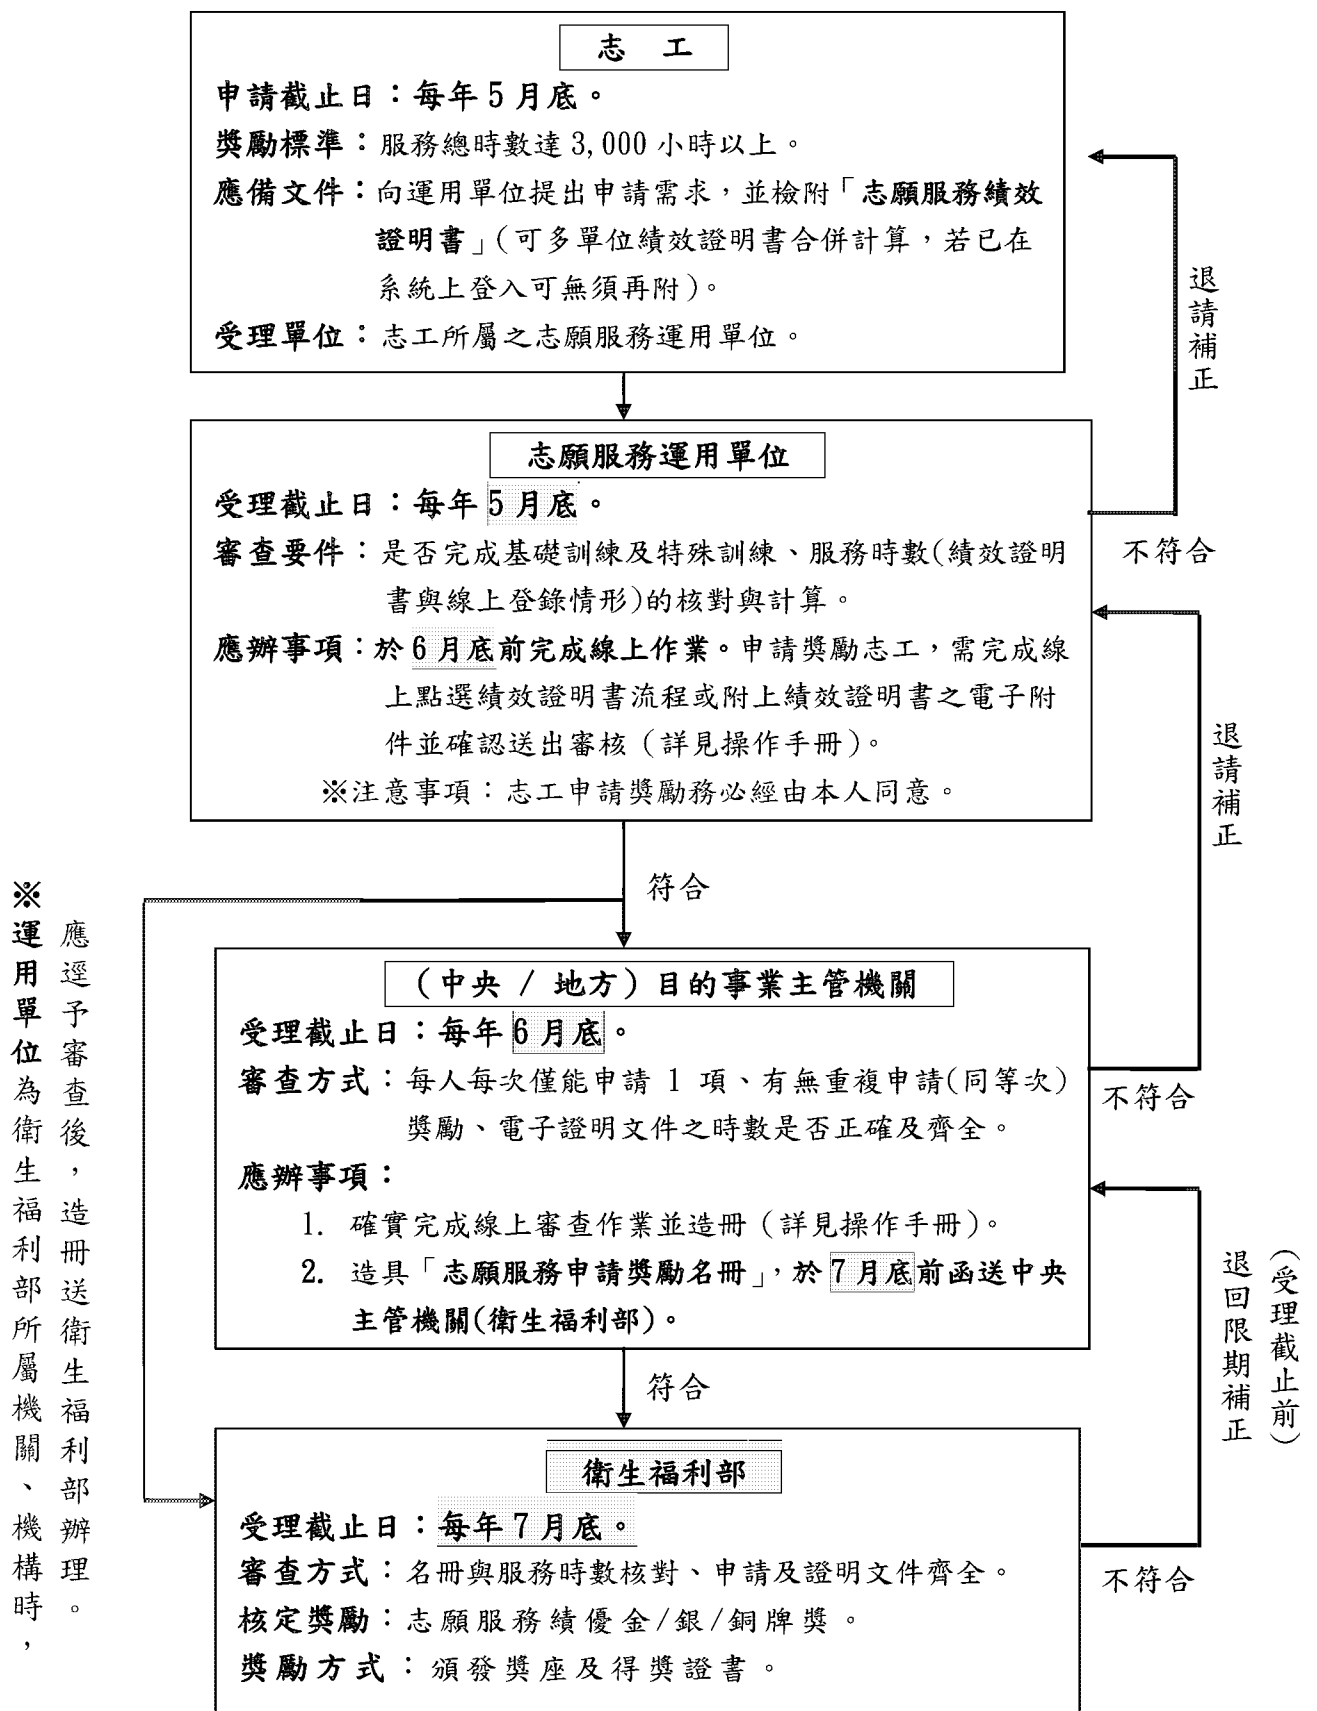 志　工
申請截止日：每年 5 月底。
獎勵標準：服務總時數達 3,000 小時以上。
應備文件：向運用單位提出申請需求，並檢附「志願服務績效
證明書」(可多單位績效證明書合併計算，若已在
系統上登入可無須再附)。
受理單位：志工所屬之志願服務運用單位。
退請補正
志願服務運用單位
受理截止日：每年 5 月底。
審查要件：是否完成基礎訓練及特殊訓練、服務時數(績效證明
書與線上登錄情形)的核對與計算。
不符合
應辦事項：於 6 月底前完成線上作業。申請獎勵志工，需完成線
上點選績效證明書流程或附上績效證明書之電子附
件並確認送出審核（詳見操作手冊）。
※注意事項：志工申請獎勵務必經由本人同意。
退請補正
符合
（中央 / 地方）目的事業主管機關
受理截止日：每年 6 月底。
審查方式：每人每次僅能申請 1 項、有無重複申請(同等次)
獎勵、電子證明文件之時數是否正確及齊全。
不符合
應辦事項：
1. 確實完成線上審查作業並造冊（詳見操作手冊）。
2. 造具「志願服務申請獎勵名冊」，於 7 月底前函送中央
主管機關(衛生福利部)。
（受理截止前）
退回限期補正
符合
衛生福利部
受理截止日：每年 7 月底。
審查方式：名冊與服務時數核對、申請及證明文件齊全。
不符合
核定獎勵：志願服務績優金/銀/銅牌獎。
獎勵方式：頒發獎座及得獎證書。
※運用單位為衛生福利部所屬機關、機構時，
應逕予審查後，造冊送衛生福利部辦理。